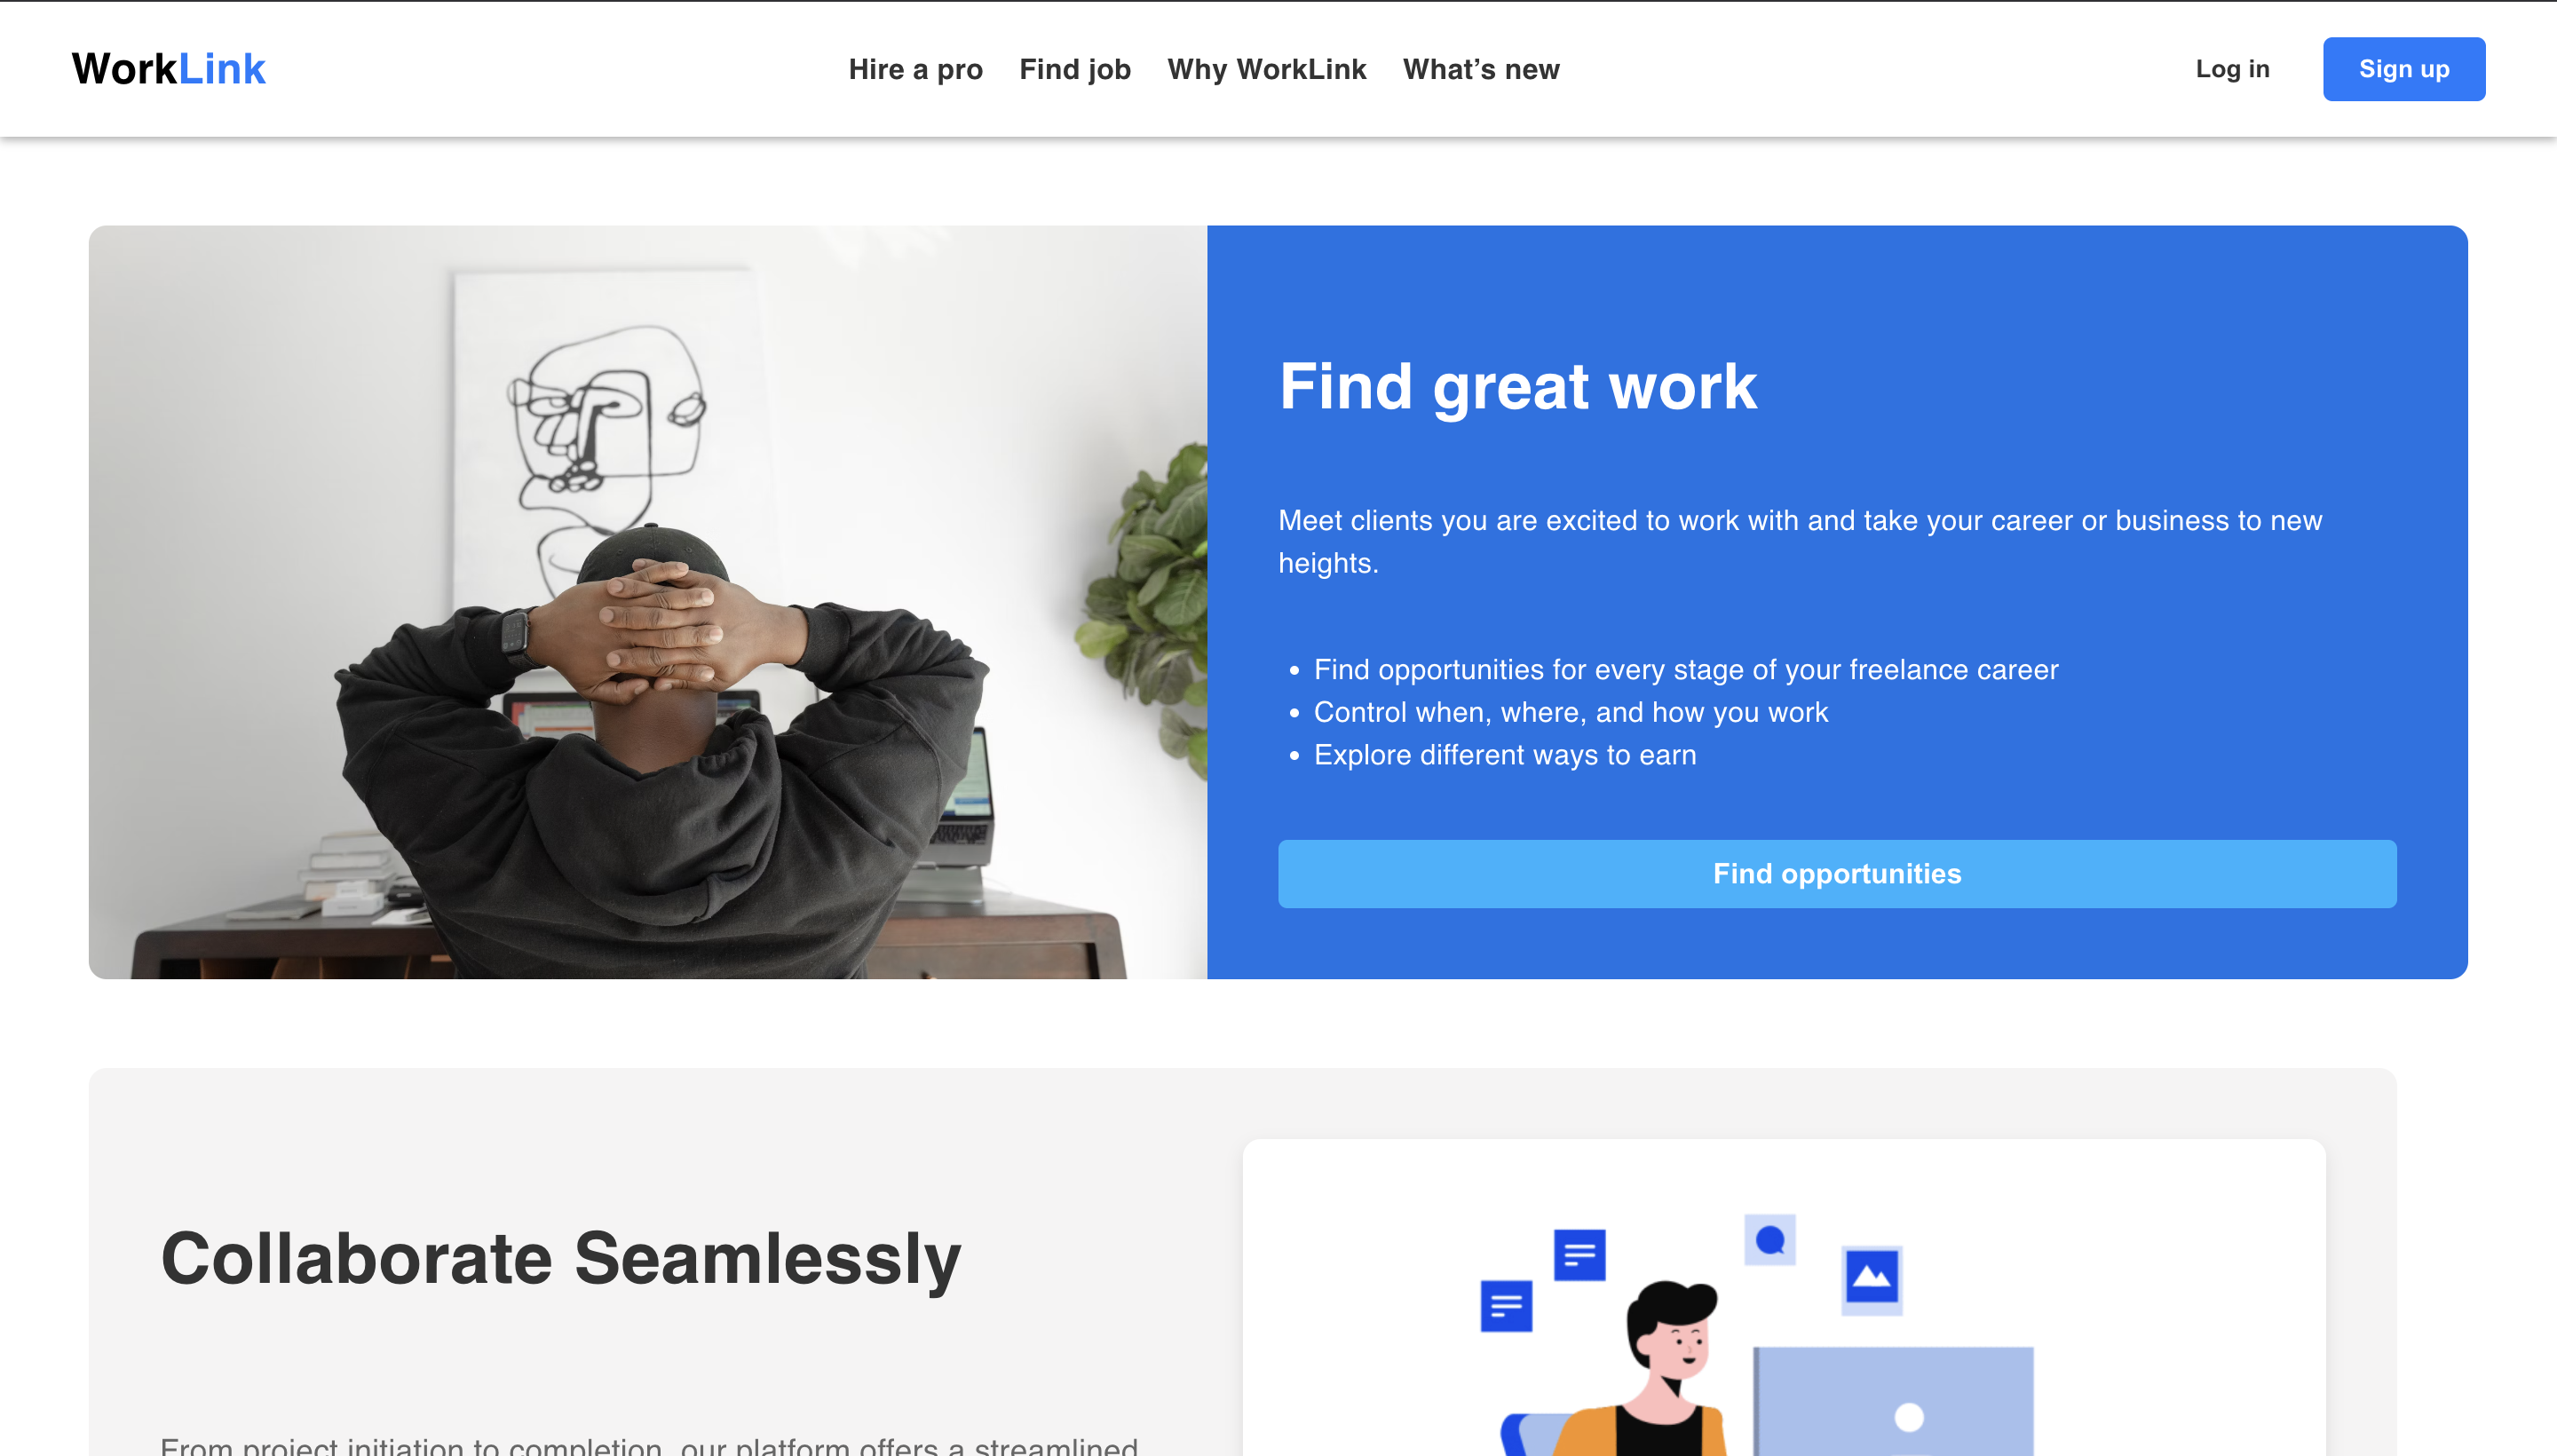 WorkLink
Hire a pro
Find job
Why WorkLink
What’s new
Log in
Sign up
Find great work
Meet clients you are excited to work with and take your career or business to new
heights.
• Find opportunities for every stage of your freelance career
• Control when, where, and how you work
• Explore different ways to earn
Find opportunities
Collaborate Seamlessly
From project initiation to completion, our platform offers a streamlined